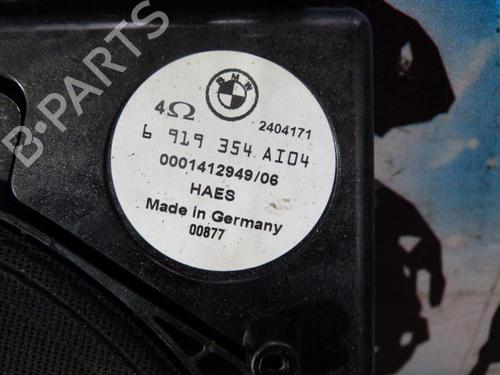 BMW
4Ω
2404171
6 919 354 AI04
0001412949/06
HAES
Made in Germany
00877
B·PARTS